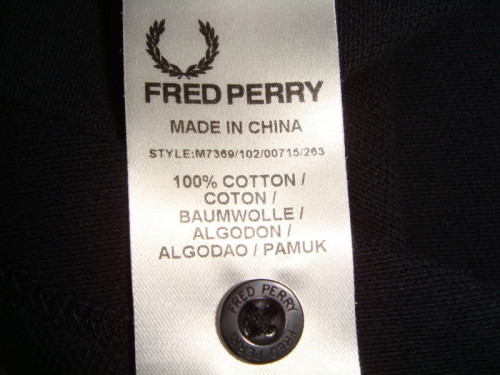 FRED PERRY
MADE IN CHINA
STYLE:M7369/102/00715/263
100% COTTON /
COTON /
BAUMWOLLE /
ALGODON /
ALGODAO / PAMUK
FRED PERRY
FRED PERRY